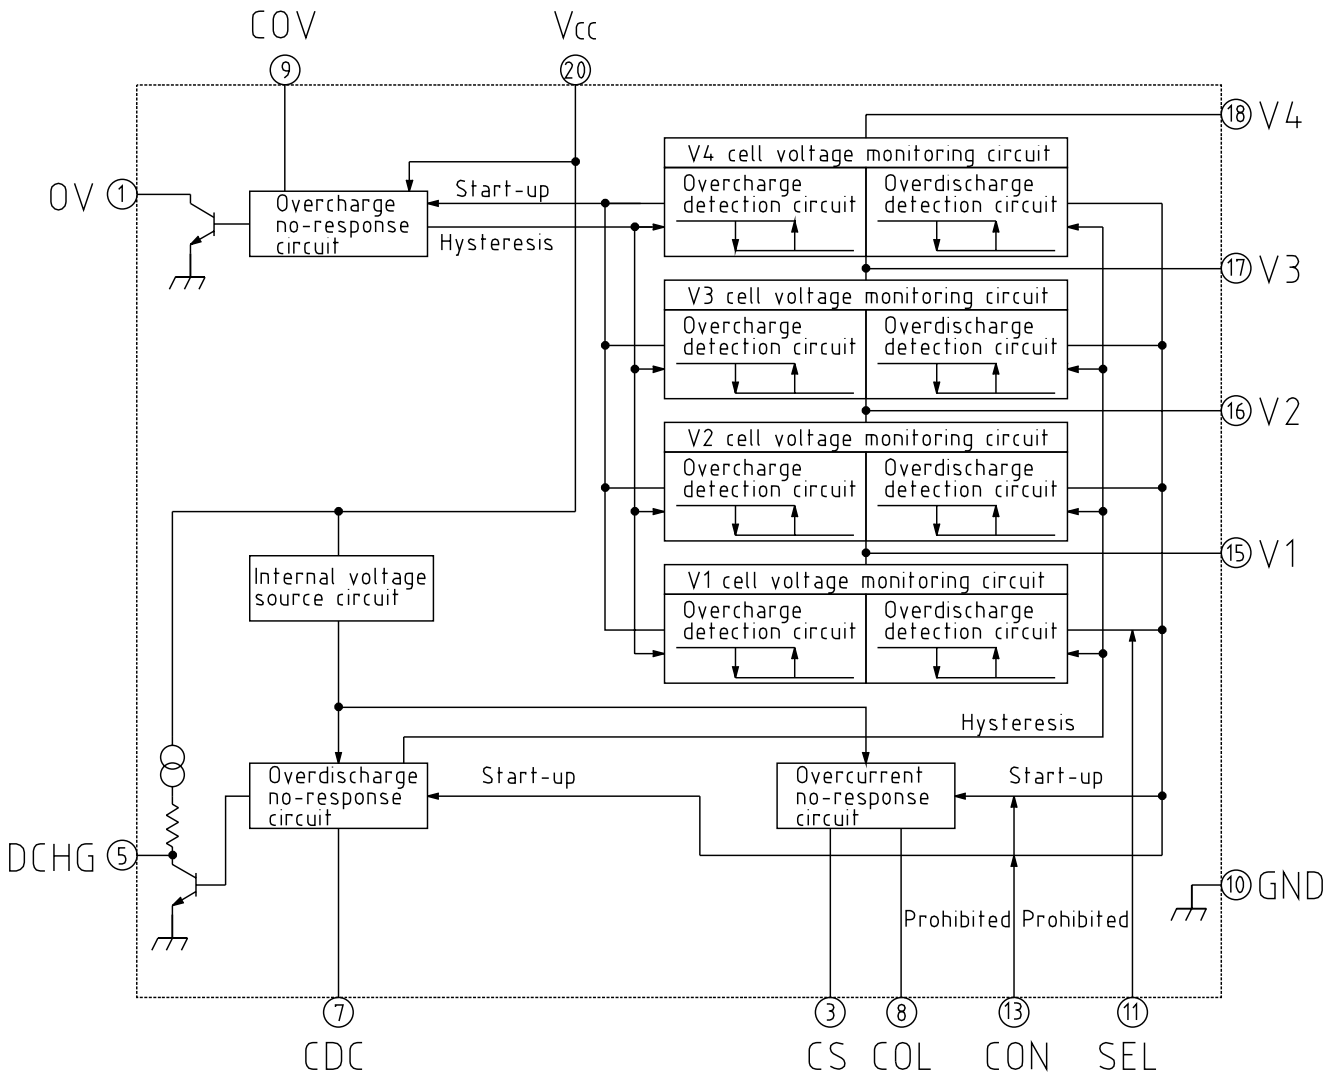 COV
Vcc
9
20
18 V4
V4 cell voltage monitoring circuit
OV 1
Overcharge
no-response
circuit
Start-up
Hysteresis
Overcharge
detection circuit
Overdischarge
detection circuit
17 V3
V3 cell voltage monitoring circuit
Overcharge
detection circuit
Overdischarge
detection circuit
16 V2
V2 cell voltage monitoring circuit
Overcharge
detection circuit
Overdischarge
detection circuit
15 V1
Internal voltage
source circuit
V1 cell voltage monitoring circuit
Overcharge
detection circuit
Overdischarge
detection circuit
Hysteresis
Overdischarge
no-response
circuit
Start-up
Overcurrent
no-response
circuit
Start-up
DCHG 5
10 GND
Prohibited
Prohibited
7
3
8
13
11
CDC
CS
COL
CON
SEL